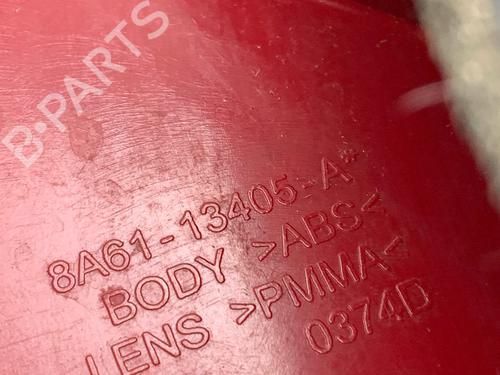 B-PARTS
8A61-13405-A*
BODY >ABS<
LENS >PMMA<
0374D